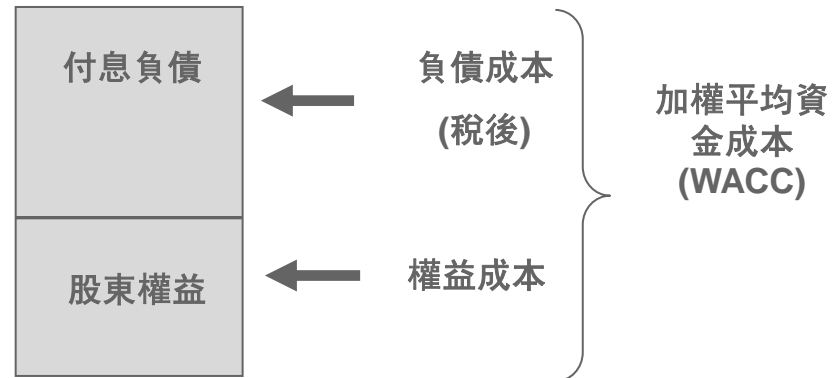 付息負債
負債成本
(稅後)
加權平均資
金成本
(WACC)
股東權益
權益成本